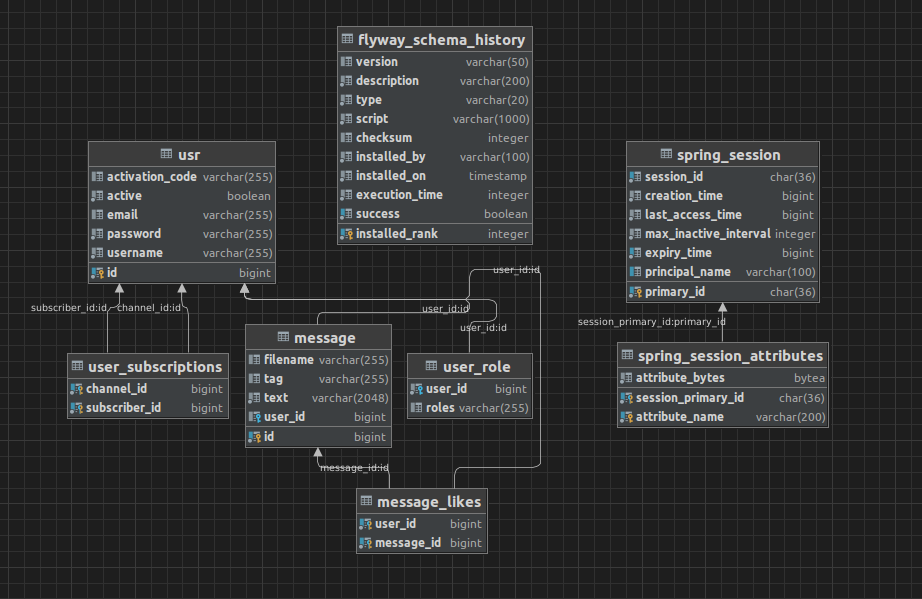 flyway_schema_history
version varchar(50)
description varchar(200)
type varchar(20)
script varchar(1000)
checksum integer
installed_by varchar(100)
installed_on timestamp
execution_time integer
success boolean
installed_rank integer
usr
activation_code varchar(255)
active boolean
email varchar(255)
password varchar(255)
username varchar(255)
id bigint
spring_session
session_id char(36)
creation_time bigint
last_access_time bigint
max_inactive_interval integer
expiry_time bigint
principal_name varchar(100)
primary_id char(36)
user_id:id
subscriber_id:id
channel_id:id
user_id:id
user_id:id
session_primary_id:primary_id
user_subscriptions
channel_id bigint
subscriber_id bigint
message
filename varchar(255)
tag varchar(255)
text varchar(2048)
user_id bigint
id bigint
user_role
user_id bigint
roles varchar(255)
spring_session_attributes
attribute_bytes bytea
session_primary_id char(36)
attribute_name varchar(200)
message_id:id
message_likes
user_id bigint
message_id bigint